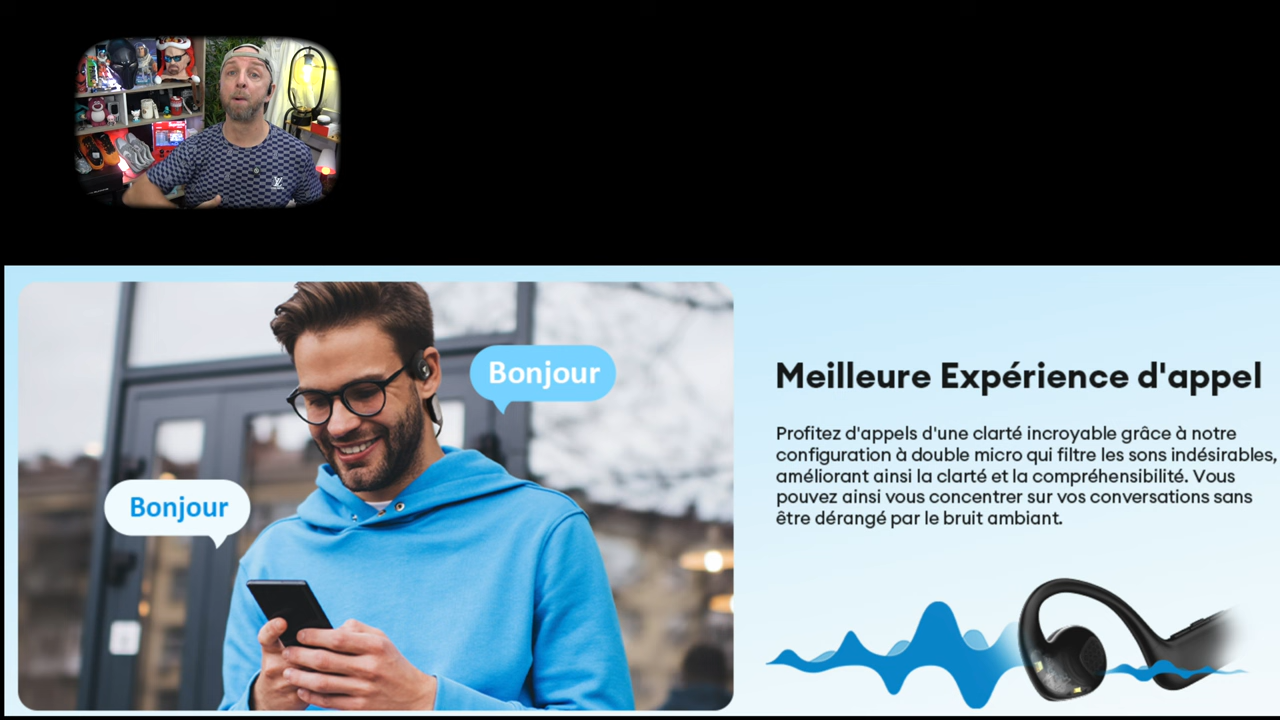 Bonjour
Bonjour
Meilleure Expérience d'appel
Profitez d'appels d'une clarté incroyable grâce à notre
configuration à double micro qui filtre les sons indésirables,
améliorant ainsi la clarté et la compréhensibilité. Vous
pouvez ainsi vous concentrer sur vos conversations sans
être dérangé par le bruit ambiant.